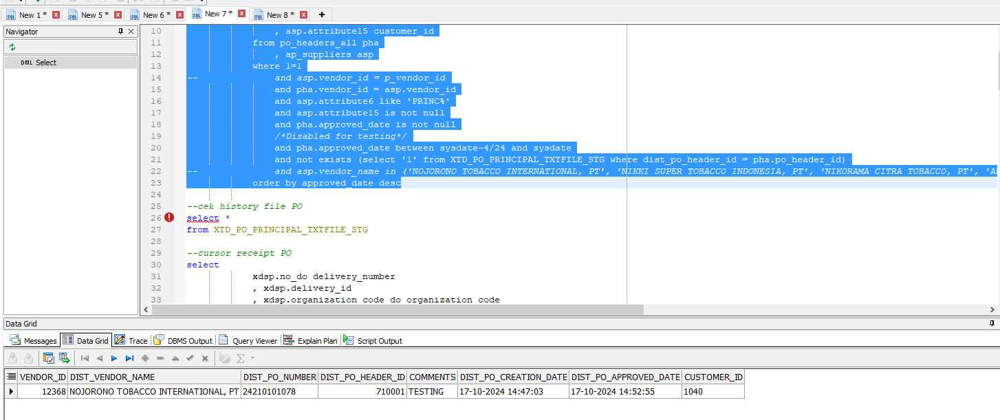 New 1 *
New 5 *
New 6 *
New 7 *
New 8 *
Navigator
DML Select
10 , asp.attribute15 customer_id
11 from po_headers_all pha
12 , ap_suppliers asp
13 where 1=1
14 -- and asp.vendor_id = p_vendor_id
15 and pha.vendor_id = asp.vendor_id
16 and asp.attribute6 like 'PRINC%'
17 and asp.attribute15 is not null
18 and pha.approved_date is not null
19 /*Disabled for testing*/
20 and pha.approved_date between sysdate-4/24 and sysdate
21 and not exists (select '1' from XTD_PO_PRINCIPAL_TXTFILE_STG where dist_po_header_id = pha.po_header_id)
22 -- and asp.vendor_name in ('NOJORONO TOBACCO INTERNATIONAL, PT', 'NIKKI SUPER TOBACCO INDONESIA, PT', 'NIKORAMA CITRA TOBACCO, PT',
23 order by approved_date desc
24
25 --cek history file PO
26 select *
27 from XTD_PO_PRINCIPAL_TXTFILE_STG
28
29 --cursor receipt PO
30 select
31 xdsp.no_do delivery_number
32 , xdsp.delivery_id
33 , xdsp.organization_code do_organization_code
Data Grid
Messages Data Grid Trace DBMS Output Query Viewer Explain Plan Script Output
VENDOR_ID DIST_VENDOR_NAME DIST_PO_NUMBER DIST_PO_HEADER_ID COMMENTS DIST_PO_CREATION_DATE DIST_PO_APPROVED_DATE CUSTOMER_ID
12368 NOJORONO TOBACCO INTERNATIONAL, PT 24210101078 710001 TESTING 17-10-2024 14:47:03 17-10-2024 14:52:55 1040